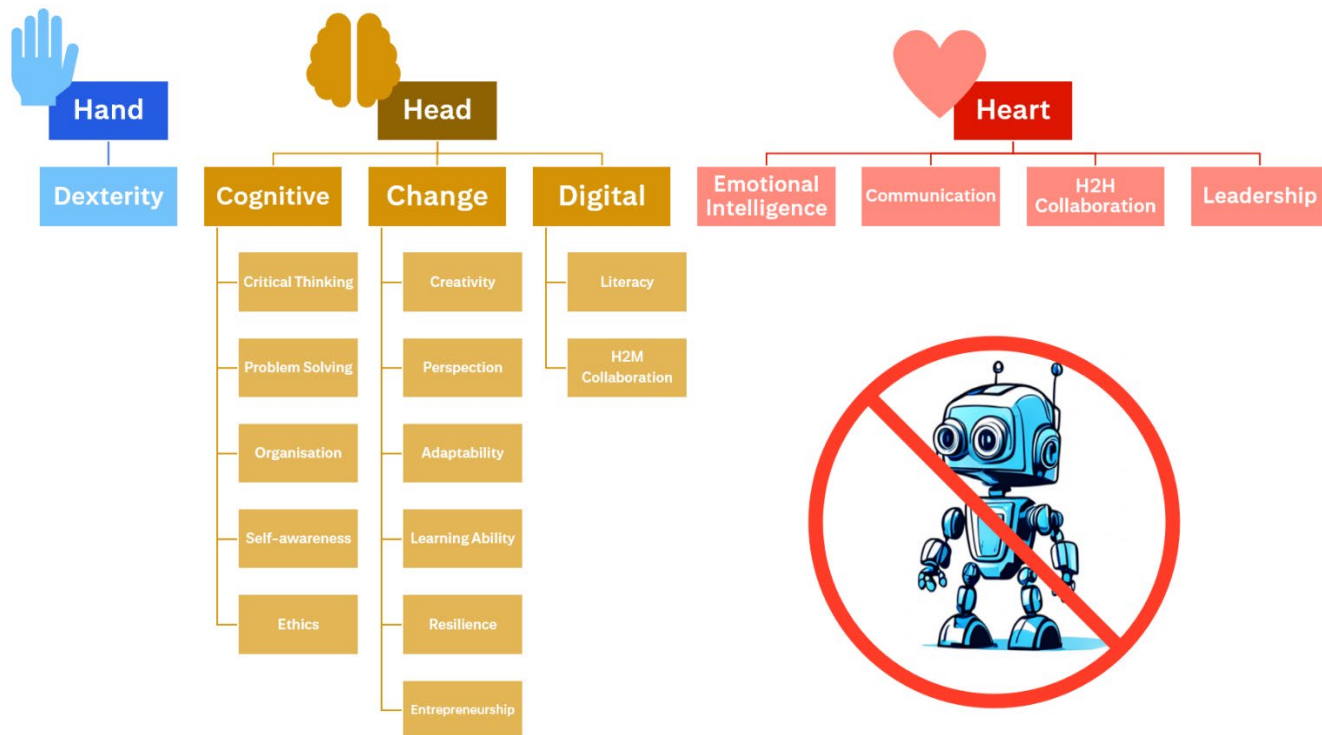 Hand
Head
Heart
Dexterity
Cognitive
Change
Digital
Emotional
Intelligence
Communication
H2H
Collaboration
Leadership
Critical Thinking
Problem Solving
Organisation
Self-awareness
Ethics
Creativity
Perspection
Adaptability
Learning Ability
Resilience
Entrepreneurship
Literacy
H2M
Collaboration